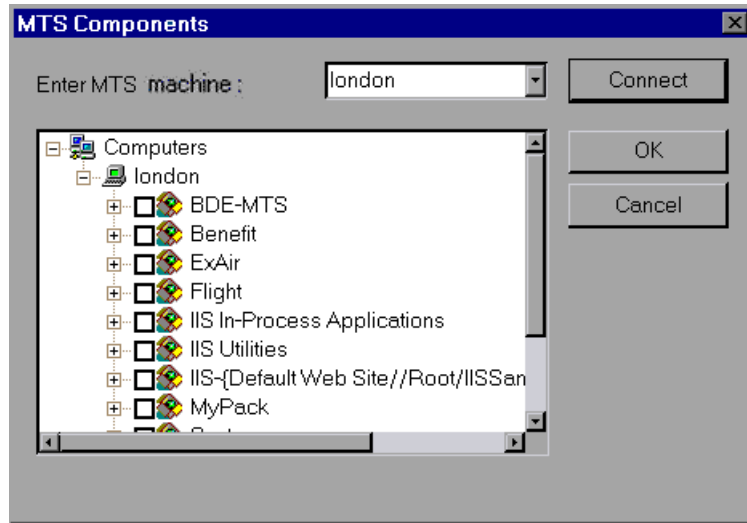 MTS Components
Enter MTS machine:
london
Connect
OK
Cancel
Computers
london
BDE-MTS
Benefit
ExAir
Flight
IIS In-Process Applications
IIS Utilities
IIS-{Default Web Site//Root/IISSan
MyPack